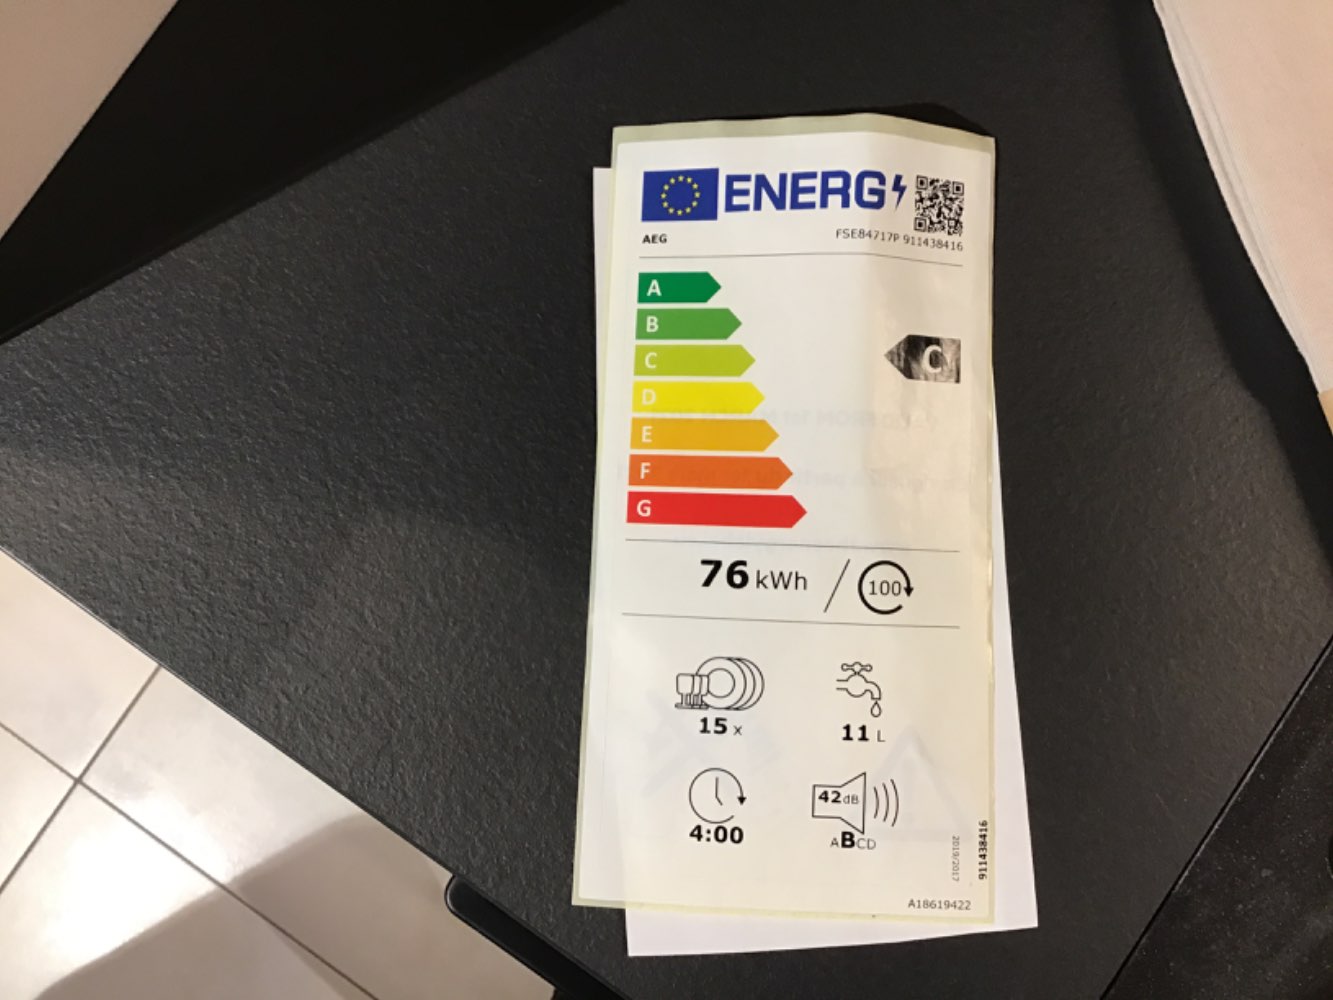 ENERG
AEG
FSE84717P 911438416
A
B
C
C
D
E
F
G
76 kWh / 100
15 x
11 L
4:00
42dB
ABCD
2019/2017
911438416
A18619422